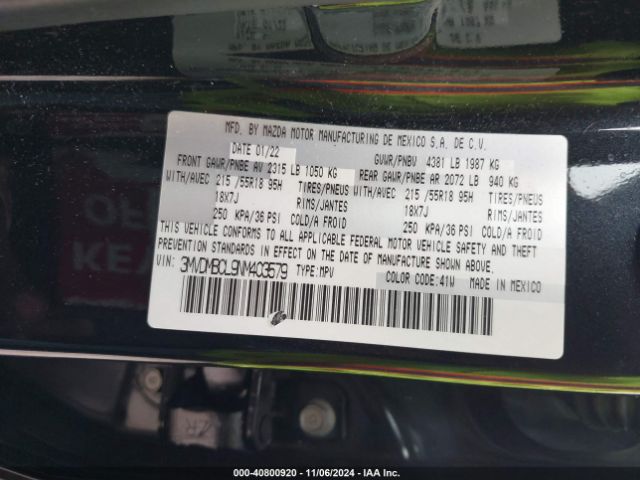 MFD. BY MAZDA MOTOR MANUFACTURING DE MEXICO S.A. DE C.V.
DATE 01/22 GVWR/PNBV 4381 LB 1987 KG
FRONT GAWR/PNBE AV 2315 LB 1050 KG REAR GAWR/PNBE AR 2072 LB 940 KG
WITH/AVEC 215 /55R18 95H TIRES/PNEUS WITH/AVEC 215 /55R18 95H TIRES/PNEUS
18X7J RIMS/JANTES 18X7J RIMS/JANTES
250 KPA/36 PSI COLD/A FROID 250 KPA/36 PSI COLD/A FROID
THIS VEHICLE CONFORMS TO ALL APPLICABLE FEDERAL MOTOR VEHICLE SAFETY AND THEFT
PREVENTION STANDARDS IN EFFECT ON THE DATE OF MANUFACTURE SHOWN ABOVE.
VIN: 3MVDMBCL9NM403579 TYPE:MPV COLOR CODE:41W MADE IN MEXICO
000-40800920 - 11/06/2024 - IAAI.COM